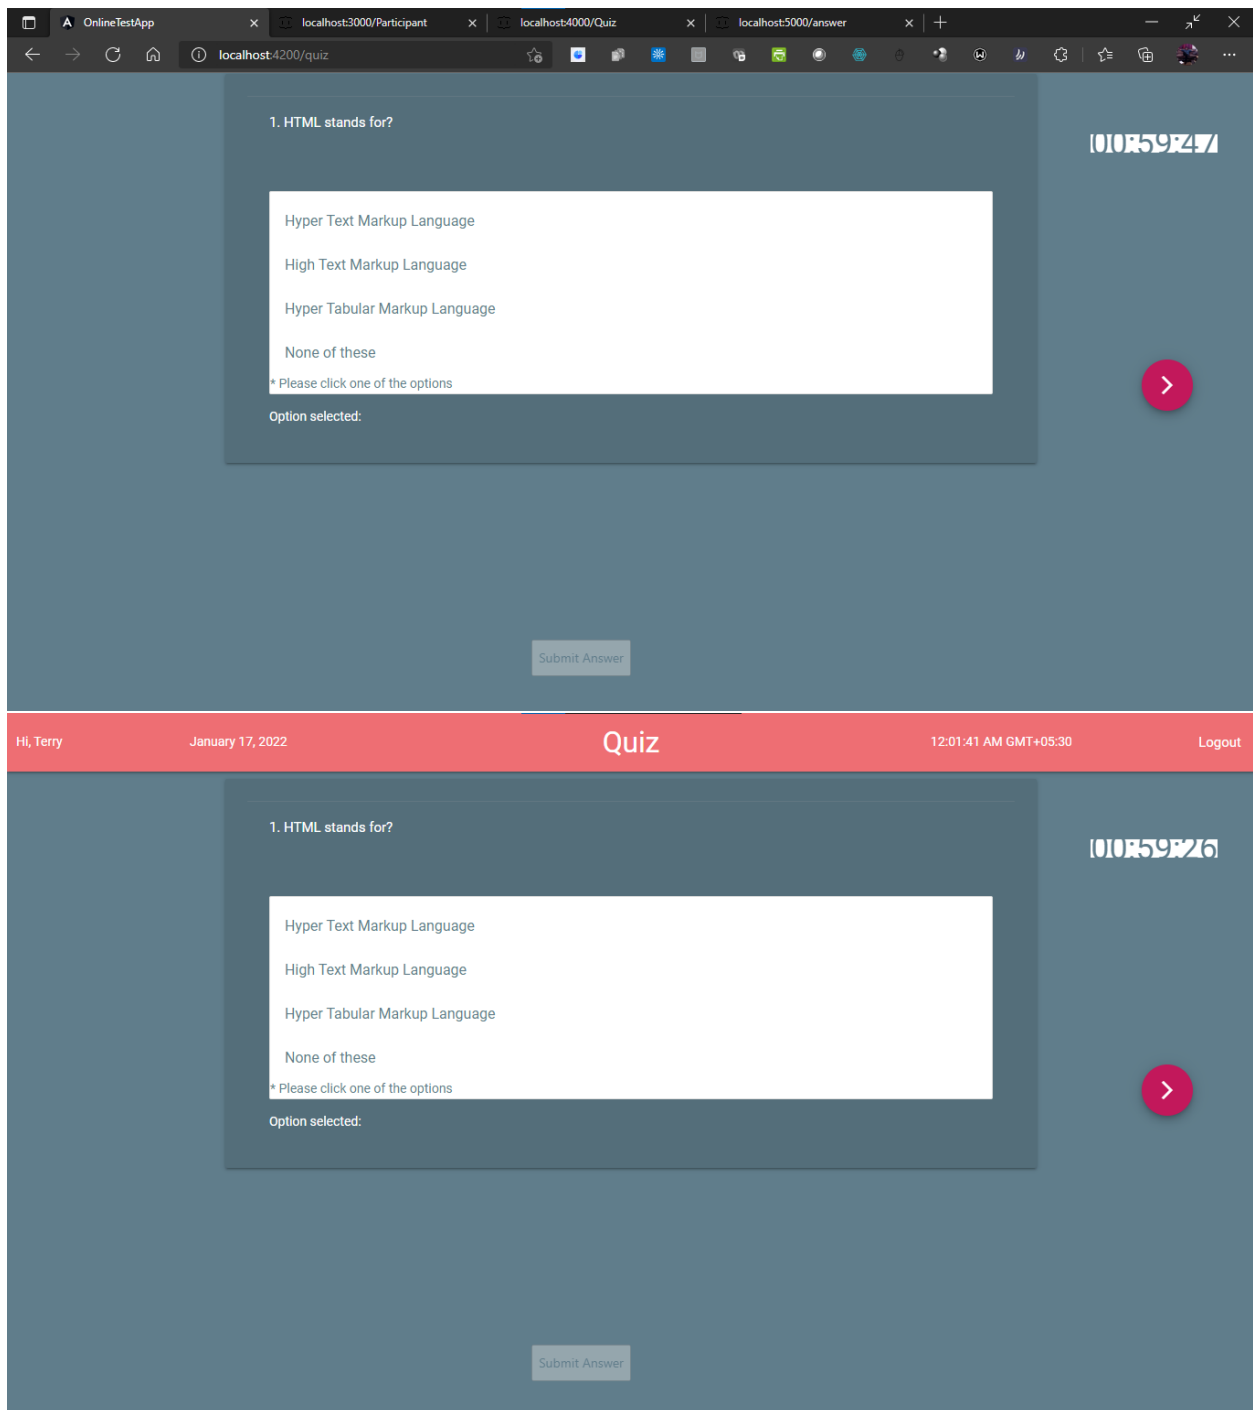 OnlineTestApp
localhost:3000/Participant
localhost:4000/Quiz
localhost:5000/answer
localhost:4200/quiz
1. HTML stands for?
00:59:47
Hyper Text Markup Language
High Text Markup Language
Hyper Tabular Markup Language
None of these
* Please click one of the options
Option selected:
Submit Answer
Hi, Terry January 17, 2022 Quiz 12:01:41 AM GMT+05:30 Logout
1. HTML stands for?
00:59:26
Hyper Text Markup Language
High Text Markup Language
Hyper Tabular Markup Language
None of these
* Please click one of the options
Option selected:
Submit Answer